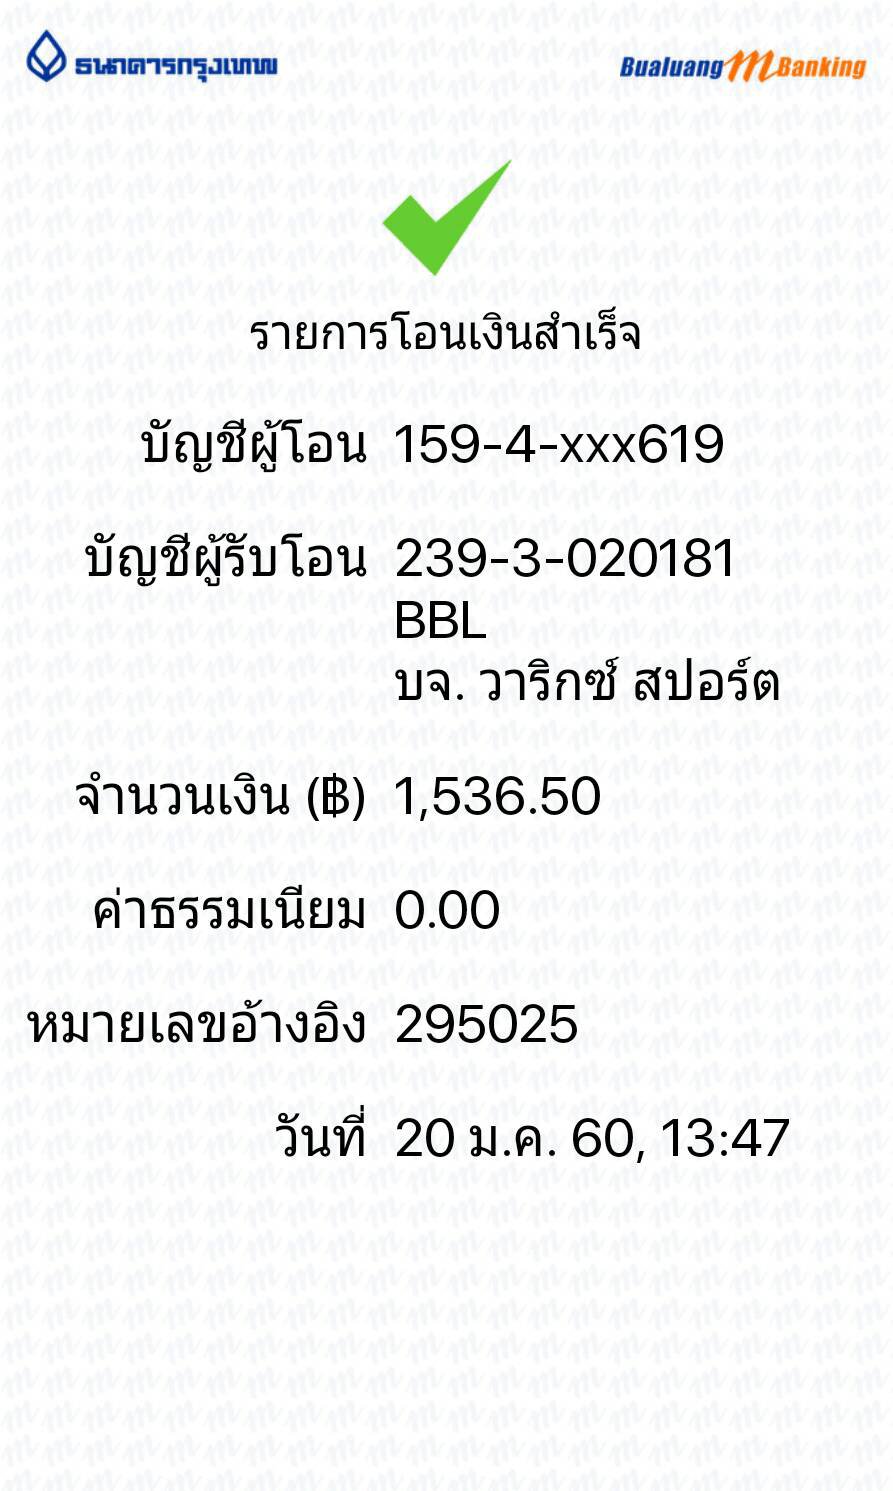 ธนาคารกรุงเทพ
Bualuang mBanking
รายการโอนเงินสำเร็จ
บัญชีผู้โอน 159-4-xxx619
บัญชีผู้รับโอน 239-3-020181
BBL
บจ. วาริกซ์ สปอร์ต
จำนวนเงิน (฿) 1,536.50
ค่าธรรมเนียม 0.00
หมายเลขอ้างอิง 295025
วันที่ 20 ม.ค. 60, 13:47